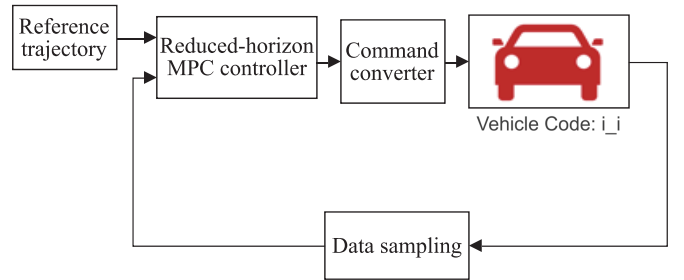 Reference
trajectory
Reduced-horizon
MPC controller
Command
converter
Vehicle Code: i_i
Data sampling